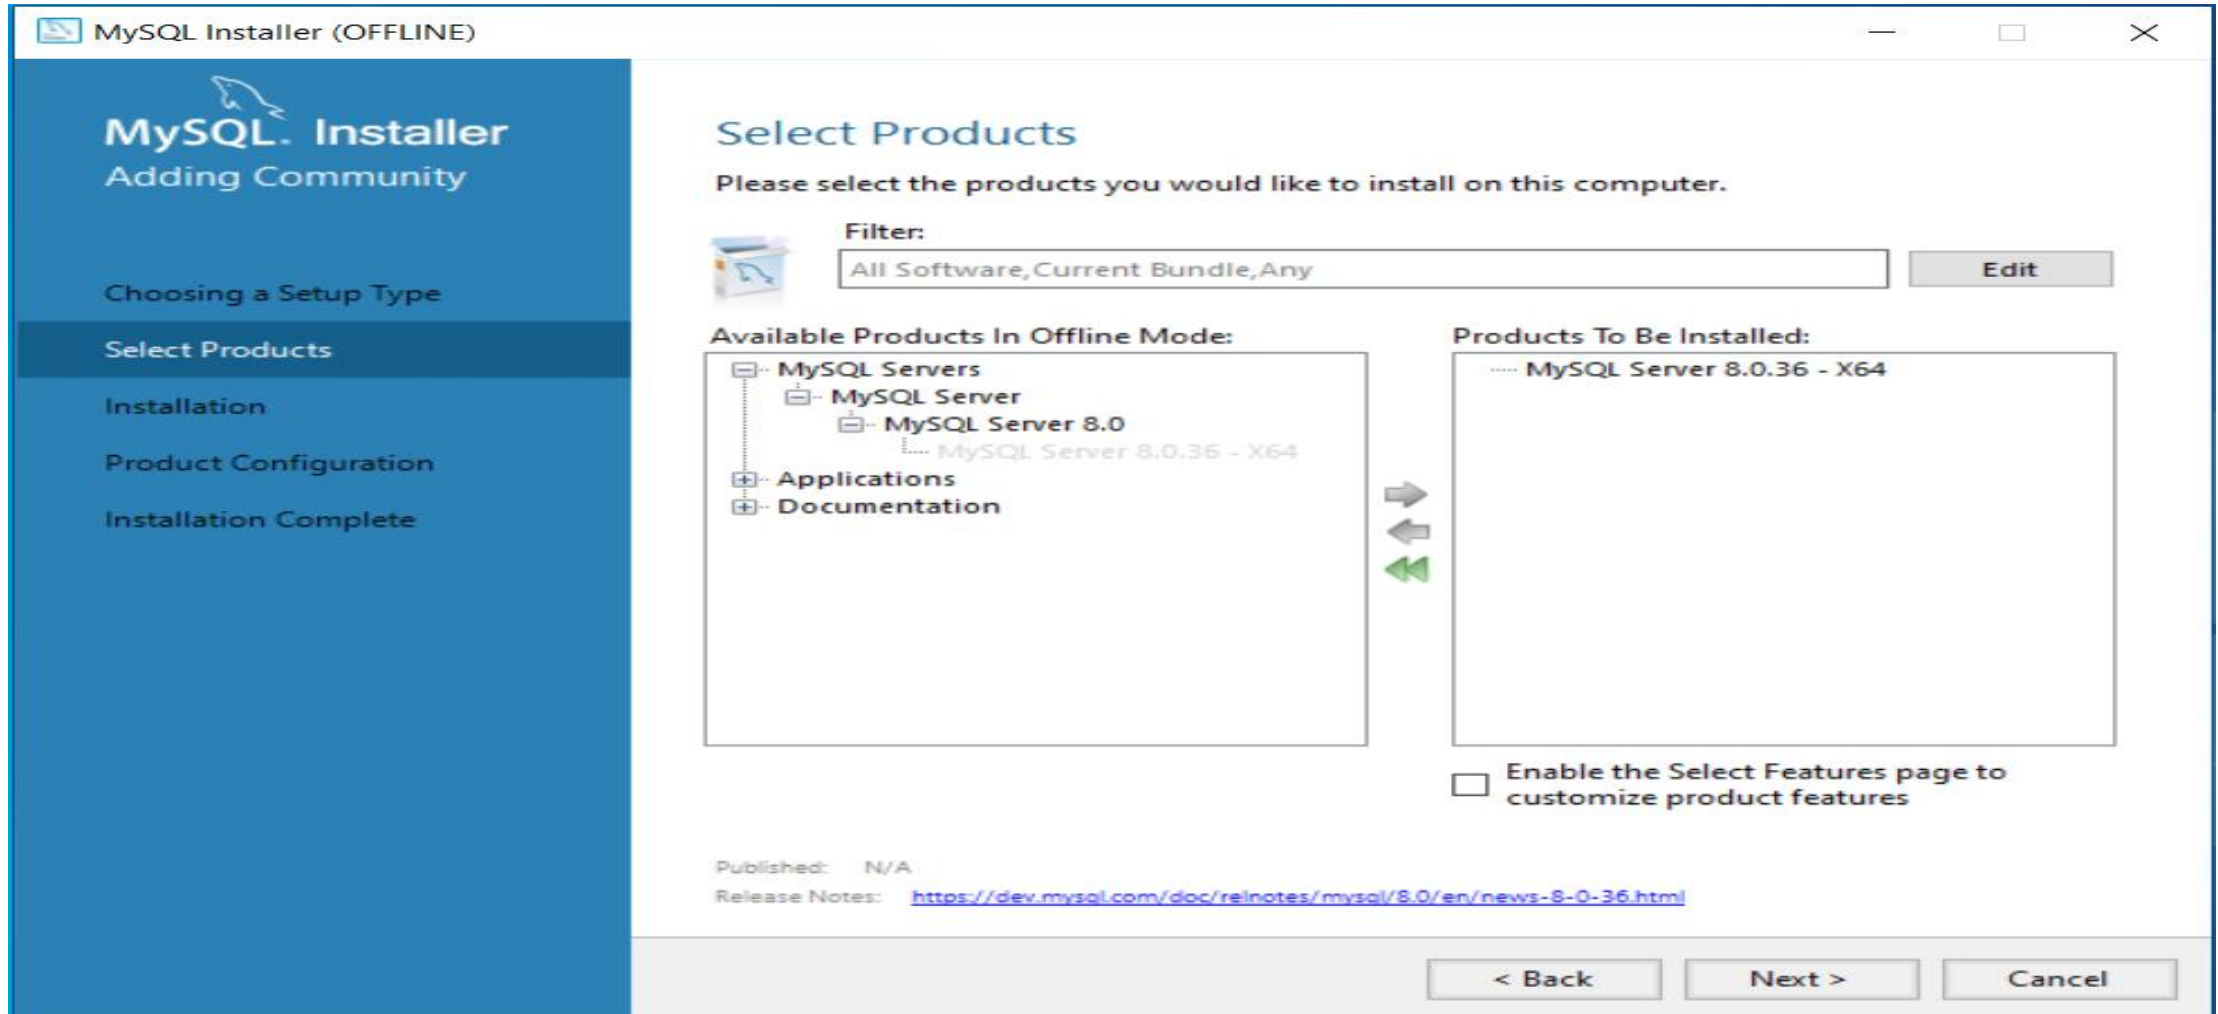 MySQL Installer (OFFLINE)
MySQL. Installer
Adding Community
Choosing a Setup Type
Select Products
Installation
Product Configuration
Installation Complete
Select Products
Please select the products you would like to install on this computer.
Filter:
All Software,Current Bundle,Any
Edit
Available Products In Offline Mode:
MySQL Servers
MySQL Server
MySQL Server 8.0
MySQL Server 8.0.36 - X64
Applications
Documentation
Products To Be Installed:
MySQL Server 8.0.36 - X64
Enable the Select Features page to
customize product features
Published: N/A
Release Notes: https://dev.mysql.com/doc/relnotes/mysql/8.0/en/news-8-0-36.html
< Back
Next >
Cancel